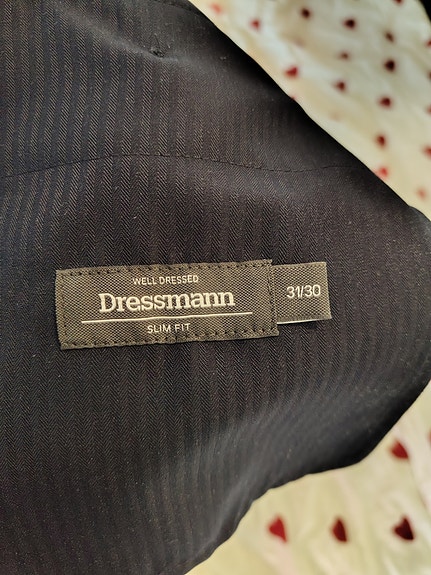 WELL DRESSED
Dressmann
SLIM FIT
31/30